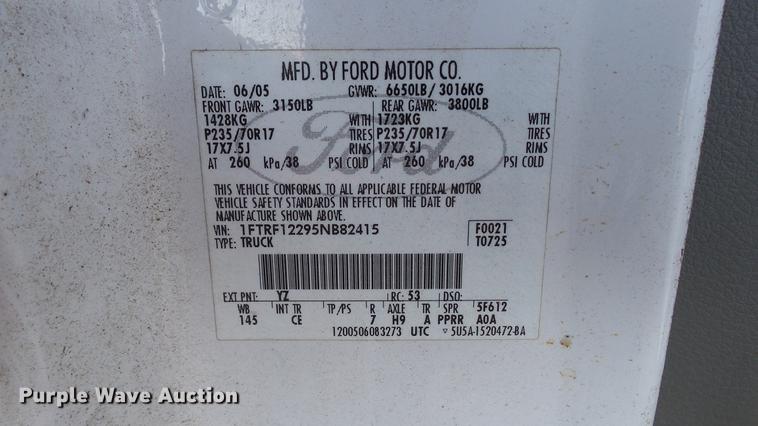 MFD. BY FORD MOTOR CO.
DATE: 06/05 GVWR: 6650LB/ 3016KG
FRONT GAWR: 3150LB REAR GAWR: 3800LB
1428KG WITH 1723KG WITH
P235/70R17 TIRES P235/70R17 TIRES
17X7.5J RIMS 17X7.5J RIMS
AT 260 kPa/38 PSI COLD AT 260 kPa/38 PSI COLD
Ford
THIS VEHICLE CONFORMS TO ALL APPLICABLE FEDERAL MOTOR
VEHICLE SAFETY STANDARDS IN EFFECT ON THE DATE OF
MANUFACTURE SHOWN ABOVE.
VIN: 1FTRF12295NB82415 F0021
TYPE: TRUCK T0725
EXT PNT: YZ RC: 53 DSO:
WB INT TR TP/PS R AXLE TR SPR 5F612
145 CE 7 H9 A PPRR A0A
1200506083273 UTC ▽ 5U5A-1520472-BA
Purple Wave Auction